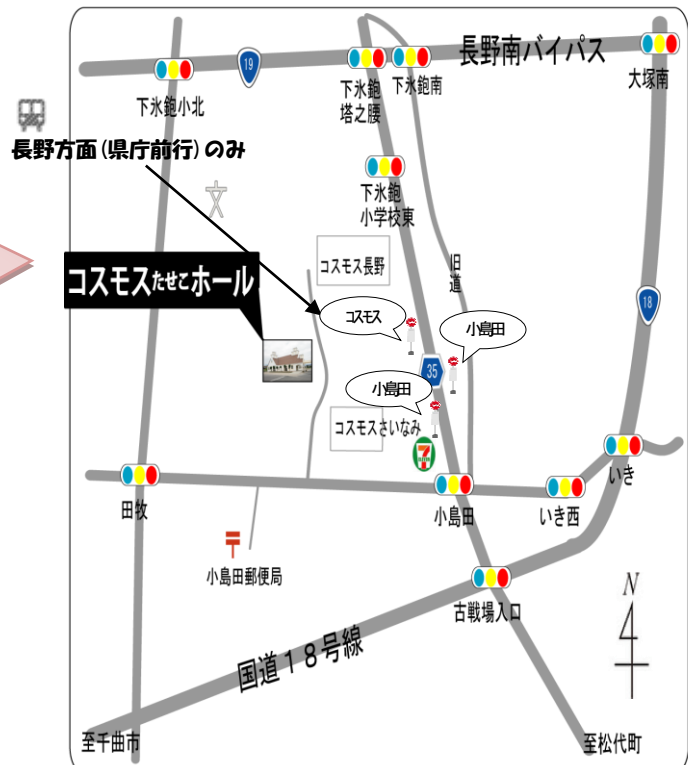 長野南バイパス
19
下氷鉋小北
下氷鉋
塔之腰
下氷鉋南
大塚南
長野方面(県庁前行)のみ
文
下氷鉋
小学校東
コスモス長野
旧
道
コスモスたせこホール
コスモス
小島田
18
35
小島田
コスモスさいなみ
7
いき
田牧
小島田
いき西
〒
小島田郵便局
古戦場入口
N
国道18号線
至千曲市
至松代町